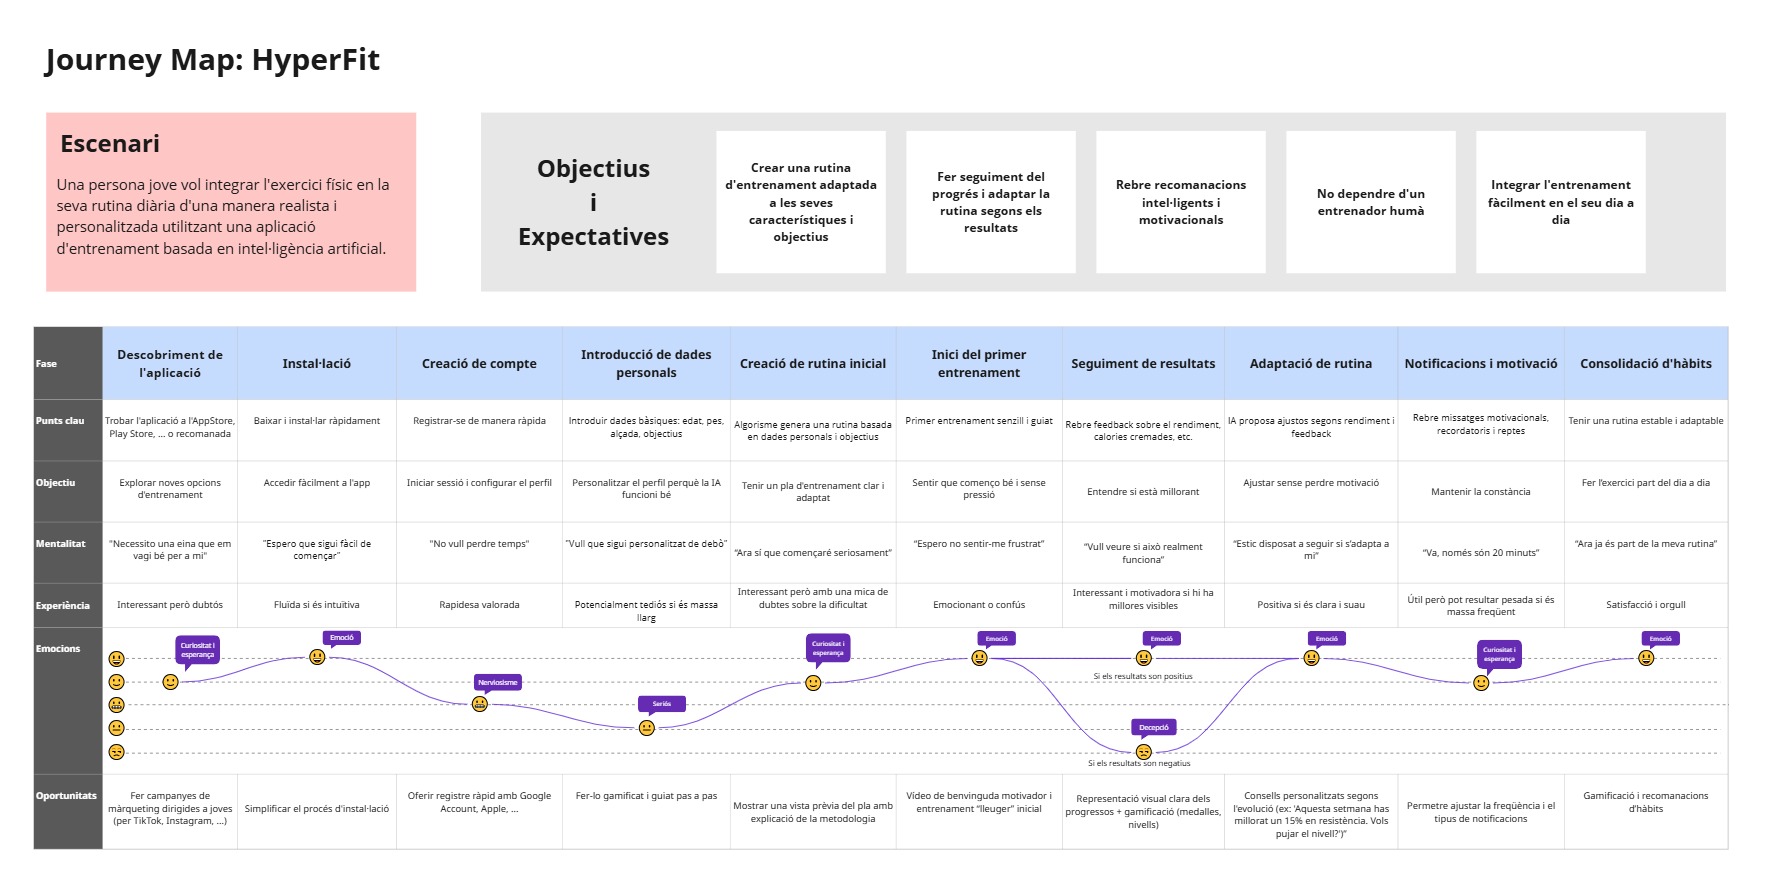 Journey Map: HyperFit
Escenari
Una persona jove vol integrar l'exercici físic en la
seva rutina diària d'una manera realista i
personalitzada utilitzant una aplicació
d'entrenament basada en intel·ligència artificial.
Objectius
i
Expectatives
Crear una rutina
d'entrenament adaptada
a les seves
característiques i
objectius
Fer seguiment del
progrés i adaptar la
rutina segons els
resultats
Rebre recomanacions
intel·ligents i
motivacionals
No dependre d'un
entrenador humà
Integrar l'entrenament
fàcilment en el seu dia a
dia
Fase
Descobriment de
l'aplicació
Instal·lació
Creació de compte
Introducció de dades
personals
Creació de rutina inicial
Inici del primer
entrenament
Seguiment de resultats
Adaptació de rutina
Notificacions i motivació
Consolidació d'hàbits
Punts clau
Trobar l'aplicació a l'AppStore,
Play Store, ... o recomanada
Baixar i instal·lar ràpidament
Registrar-se de manera ràpida
Introduir dades bàsiques: edat, pes,
alçada, objectiu
Algorisme genera una rutina basada
en dades personals i objectius
Primer entrenament senzill i guiat
Rebre feedback sobre el rendiment,
calories cremades, etc.
IA proposa ajustos segons rendiment i
feedback
Rebre missatges motivacionals,
recordatoris i reptes
Tenir una rutina estable i adaptable
Objectiu
Explorar noves opcions
d'entrenament
Accedir fàcilment a l'app
Iniciar sessió i configurar el perfil
Personalitzar el perfil perquè la IA
funcioni bé
Tenir un pla d'entrenament clar i
adaptat
Sentir que començo bé i sense
pressió
Entendre si està millorant
Ajustar sense perdre motivació
Mantenir la constància
Fer l'exercici part del dia a dia
Mentalitat
"Necessito una eina que em
vagi bé per a mi"
"Espero que sigui fàcil de
començar"
"No vull perdre temps"
"Vull que sigui personalitzat de debò"
“Ara sí que començaré seriosament”
“Espero no sentir-me frustrat”
“Vull veure si això realment
funciona”
“Estic disposat a seguir si s’adapta a
mi”
“Va, només són 20 minuts”
“Ara ja és part de la meva rutina”
Experiència
Interessant però dubtós
Fluïda si és intuïtiva
Rapidesa valorada
Potencialment tediós si és massa
llarg
Interessant però amb una mica de
dubtes sobre la dificultat
Emocionant o confús
Interessant i motivadora si hi ha
millores visibles
Positiva si és clara i suau
Útil però pot resultar pesada si és
massa freqüent
Satisfacció i orgull
Emocions
Curiositat i
esperança
Emoció
Nerviosisme
Seriós
Curiositat i
esperança
Emoció
Emoció
Si els resultats son positius
Decepció
Si els resultats son negatius
Emoció
Curiositat i
esperança
Emoció
Oportunitats
Fer campanyes de
màrqueting dirigides a joves
(per TikTok, Instagram, ...)
Simplificar el procés d'instal·lació
Oferir registre ràpid amb Google
Account, Apple, ...
Fer-lo gamificat i guiat pas a pas
Mostrar una vista prèvia del pla amb
explicació de la metodologia
Vídeo de benvinguda motivador i
entrenament “lleuger” inicial
Representació visual clara dels
progressos + gamificació (medalles,
nivells)
Consells personalitzats segons
l'evolució (ex: 'Aquesta setmana has
millorat un 15% en resistència. Vols
pujar el nivell?')”
Permetre ajustar la freqüència i el
tipus de notificacions
Gamificació i recomanacions
d'hàbits